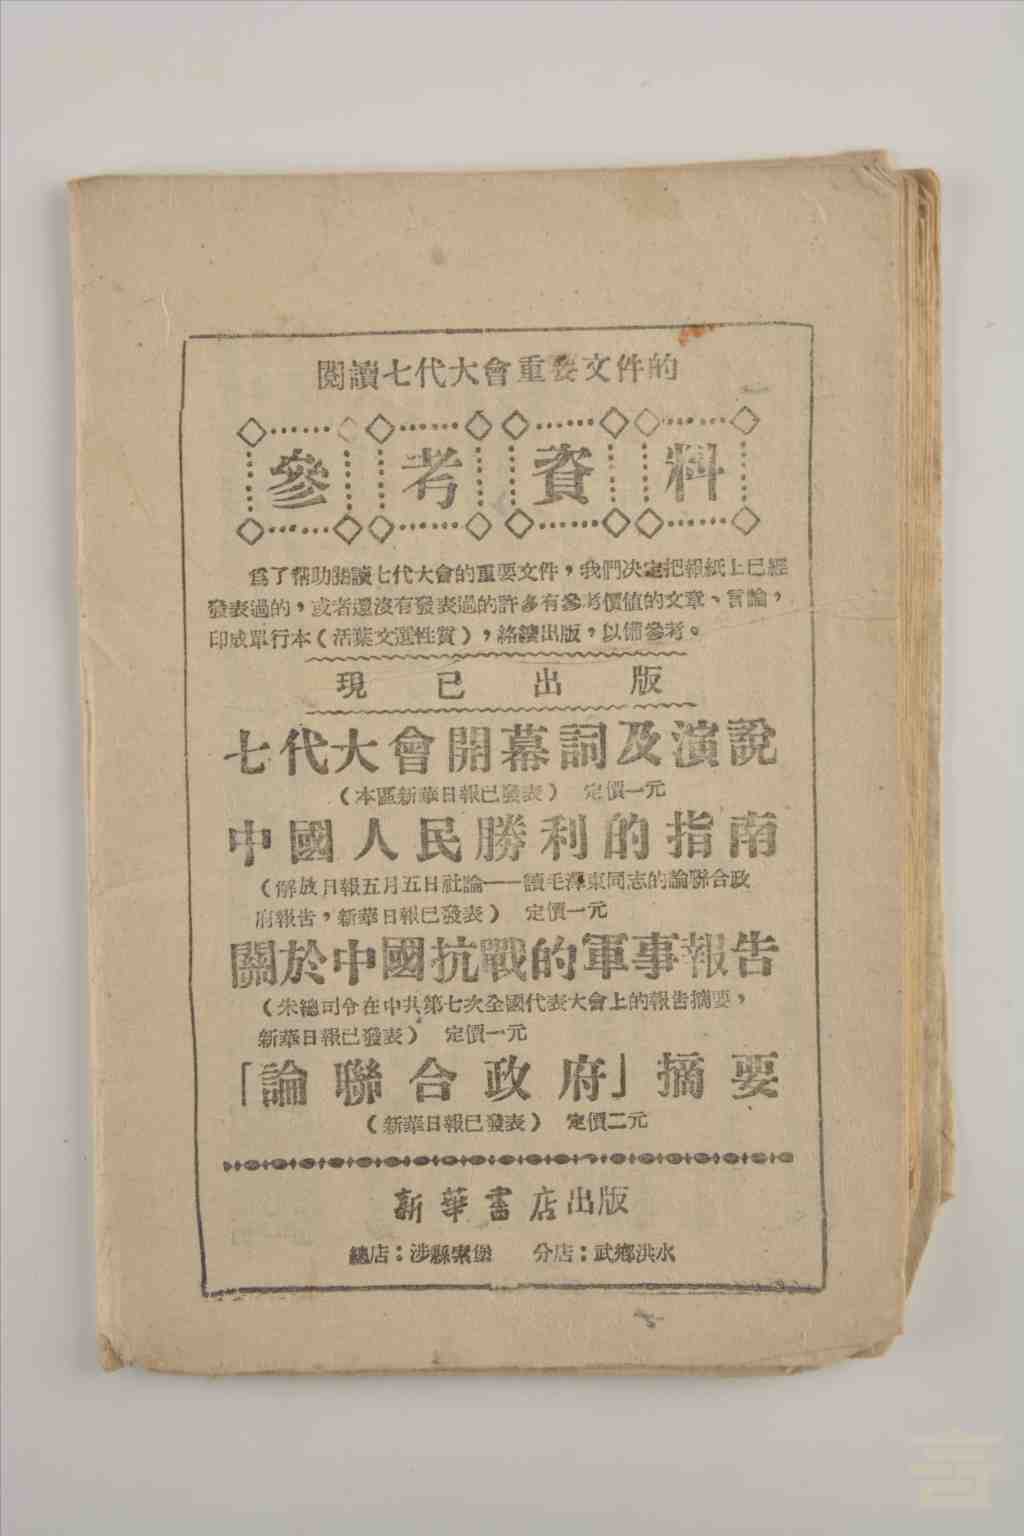 閱讀七代大會重要文件的
參考資料
爲了幫助閱讀七代大會的重要文件，我們决定把報紙上已經
發表過的，或者還沒有發表過的許多有參考價值的文章、言論，
印成單行本（活葉文選性質），絡續出版，以備參考。
現已出版
七代大會開幕詞及演說
（本區新華日報已發表） 定價一元
中國人民勝利的指南
（解放日報五月五日社論——讀毛澤東同志的論聯合政
府報告，新華日報已發表） 定價一元
關於中國抗戰的軍事報告
（朱總司令在中共第七次全國代表大會上的報告摘要，
新華日報已發表） 定價一元
「論聯合政府」摘要
（新華日報已發表） 定價二元
新華書店出版
總店：涉縣索堡 分店：武鄉洪水